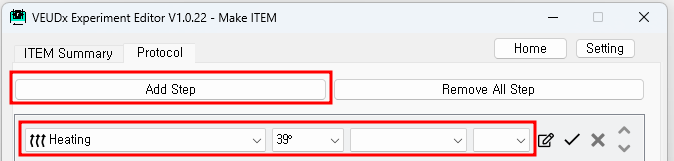 VEUDx Experiment Editor V1.0.22 - Make ITEM
ITEM Summary Protocol Home Setting
Add Step Remove All Step
Heating 39º